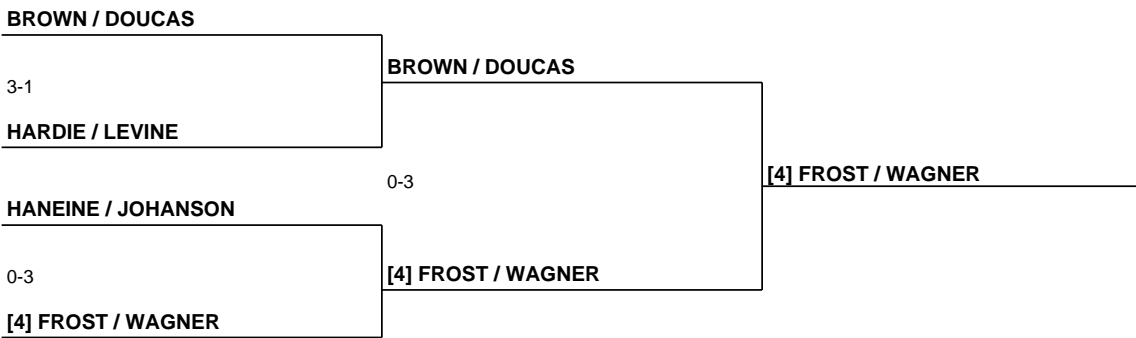 BROWN / DOUCAS
BROWN / DOUCAS
3-1
HARDIE / LEVINE
[4] FROST / WAGNER
0-3
HANEINE / JOHANSON
[4] FROST / WAGNER
0-3
[4] FROST / WAGNER